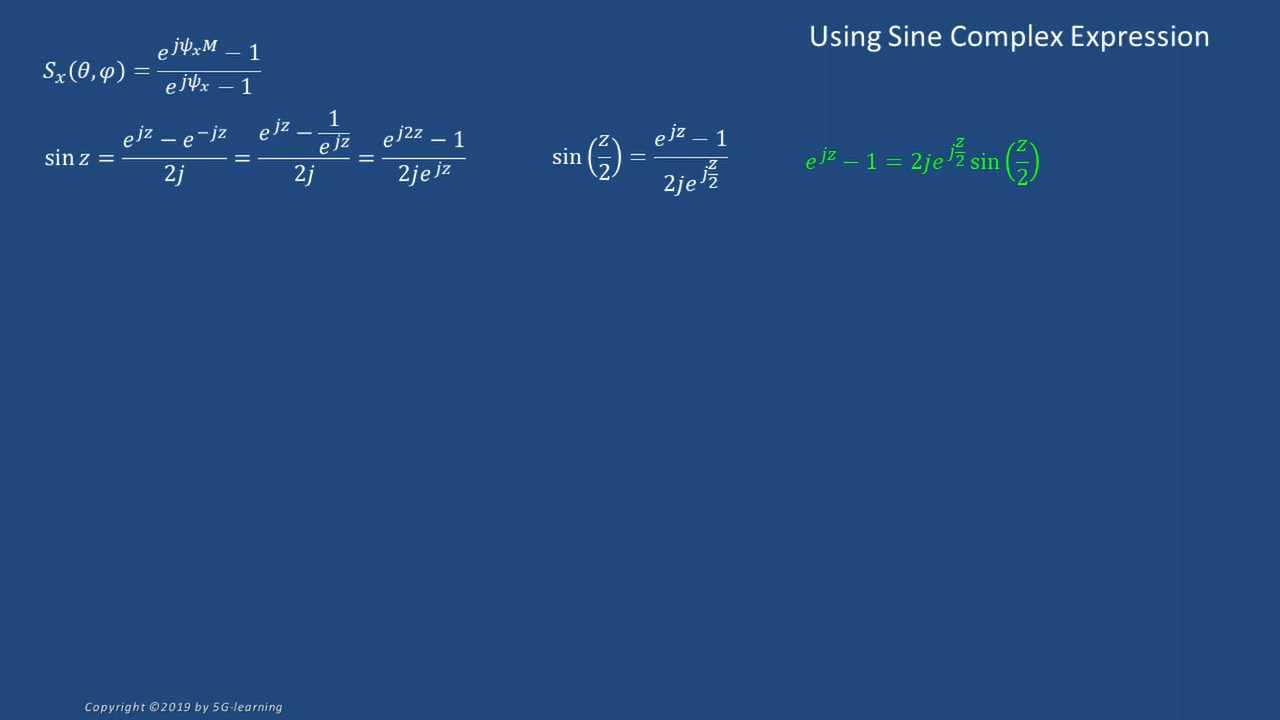 Using Sine Complex Expression
S_x(θ,φ) = (e^{jψ_x M} − 1)/(e^{jψ_x} − 1)
sin z = (e^{jz} − e^{−jz})/(2j) = (e^{jz} − 1/e^{jz})/(2j) = (e^{j2z} − 1)/(2je^{jz}) sin(z/2) = (e^{jz} − 1)/(2je^{j z/2}) e^{jz} − 1 = 2je^{j z/2} sin(z/2)
Copyright ©2019 by 5G-learning